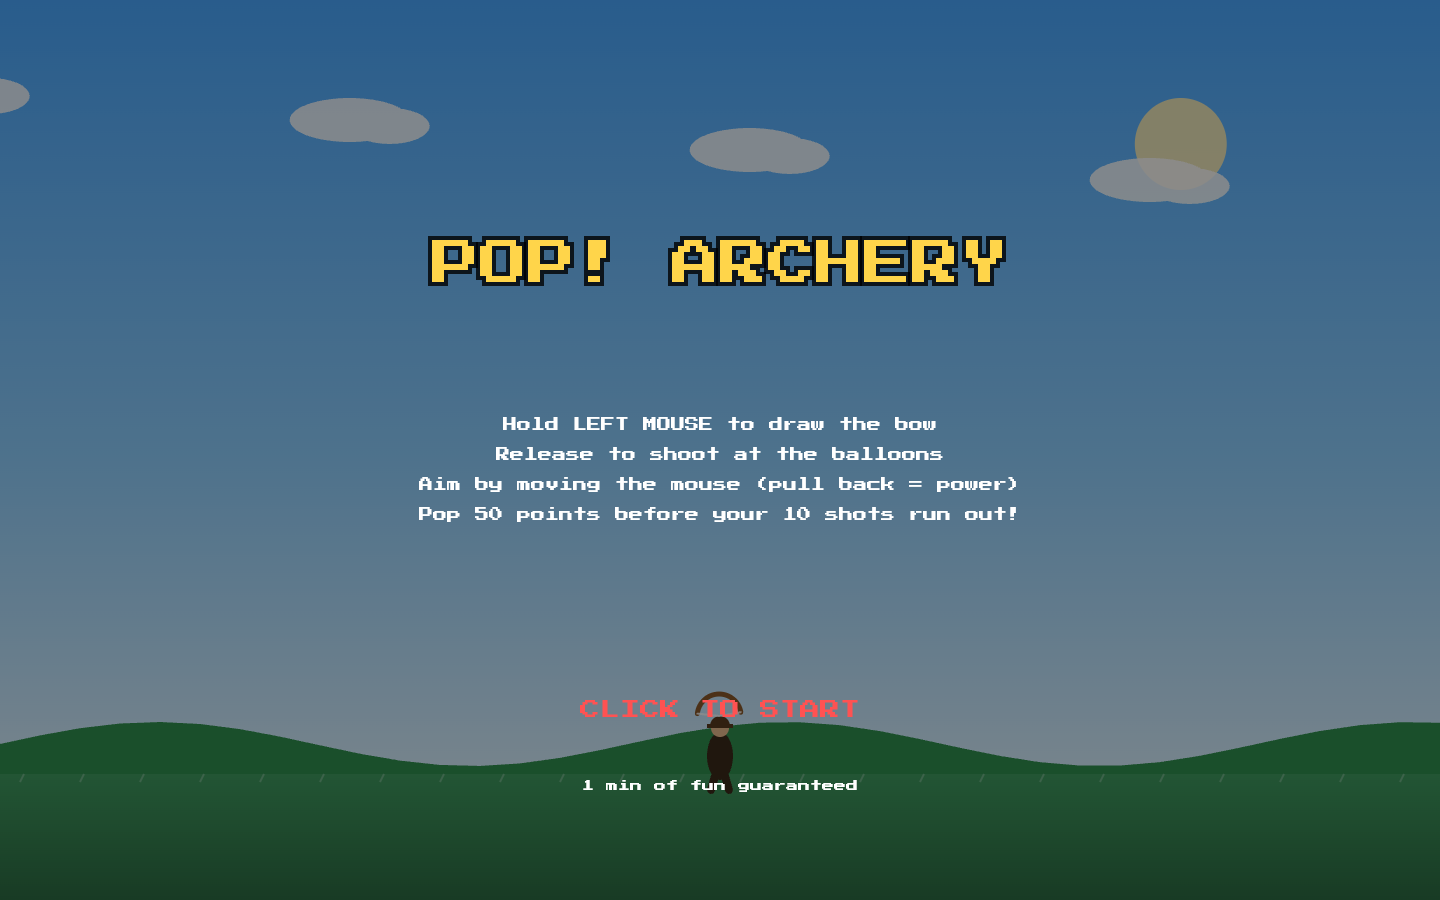 POP! ARCHERY
Hold LEFT MOUSE to draw the bow
Release to shoot at the balloons
Aim by moving the mouse (pull back = power)
Pop 50 points before your 10 shots run out!
CLICK TO START
1 min of fun guaranteed